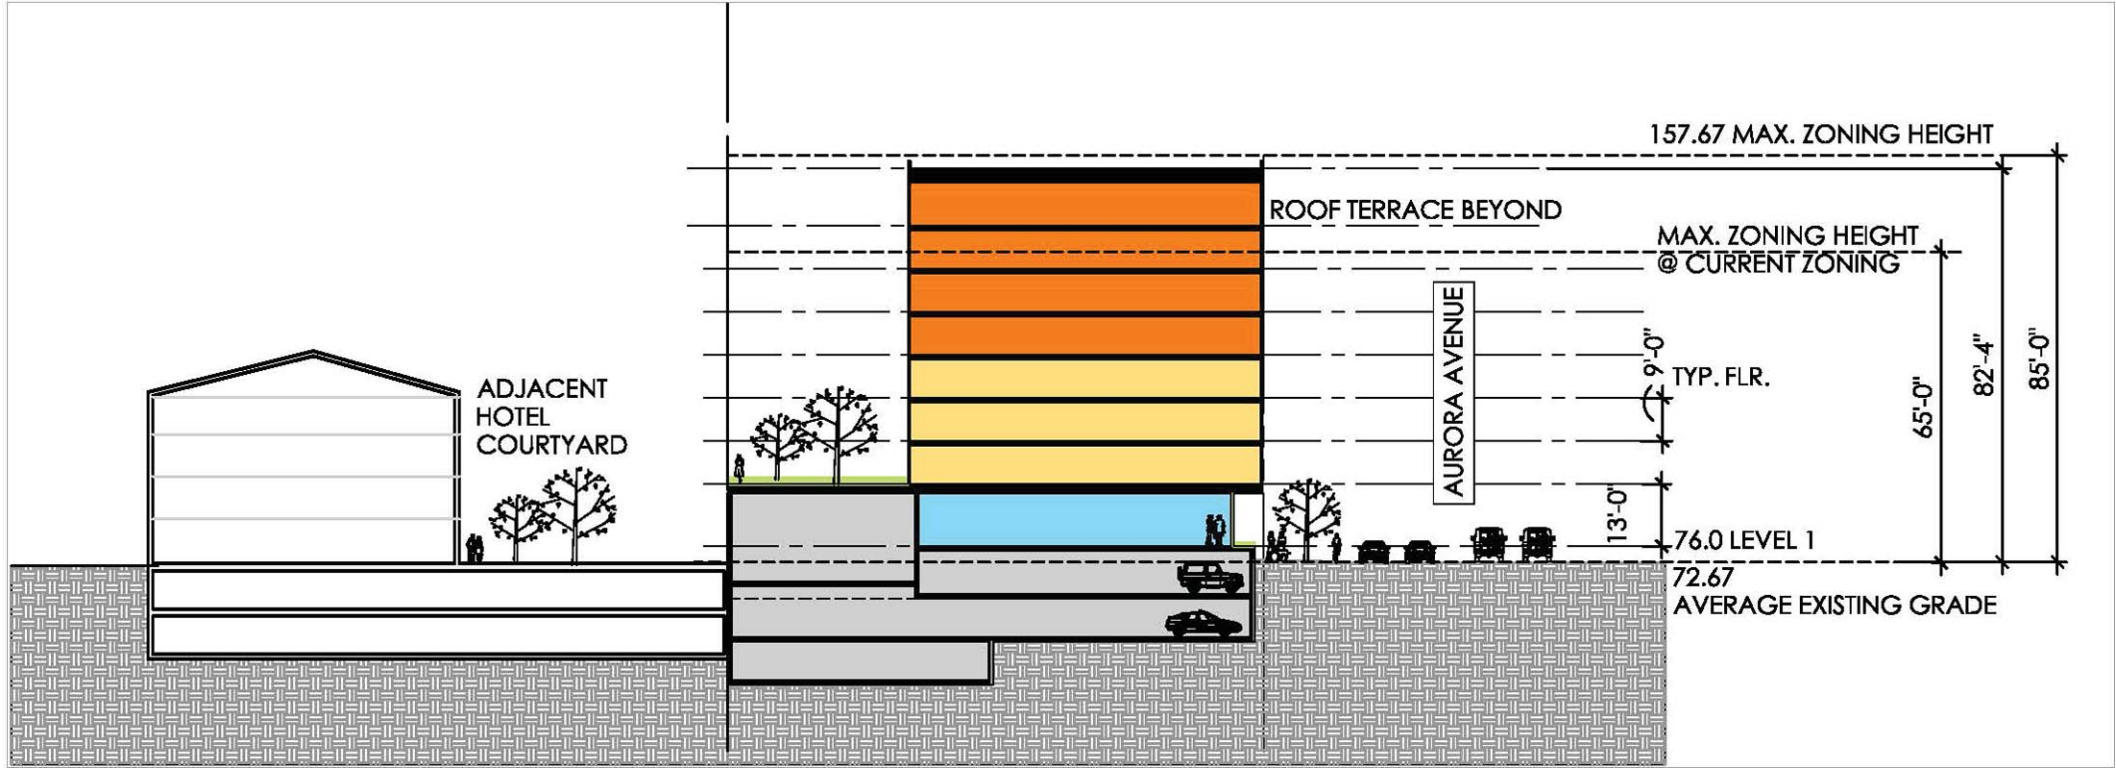 157.67 MAX. ZONING HEIGHT
ROOF TERRACE BEYOND
MAX. ZONING HEIGHT
@ CURRENT ZONING
ADJACENT
HOTEL
COURTYARD
AURORA AVENUE
9'-0"
TYP. FLR.
65'-0"
82'-4"
85'-0"
13'-0"
76.0 LEVEL 1
72.67
AVERAGE EXISTING GRADE